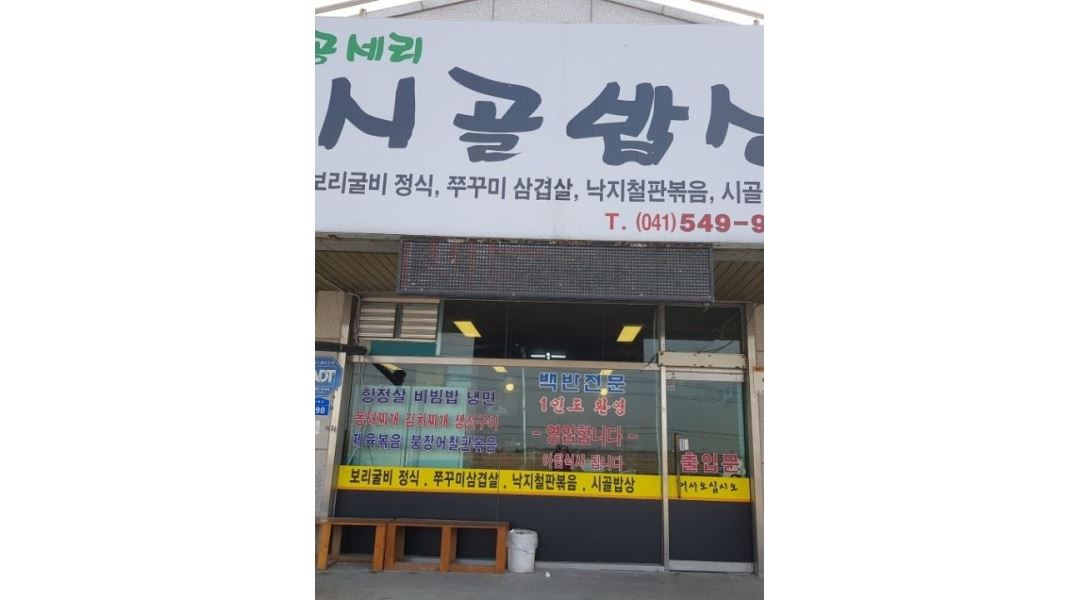 공세리
시골밥상
보리굴비 정식, 쭈꾸미 삼겹살, 낙지철판볶음, 시골
T. (041) 549-9
ADT
90
항정살 비빔밥 냉면
동태찌개 김치찌개 생선구이
제육볶음 붕장어철판볶음
백반전문
1인도 환영
- 영업합니다 -
아침식사 됩니다
출입문
보리굴비 정식 , 쭈꾸미삼겹살 , 낙지철판볶음 , 시골밥상
어서오십시오